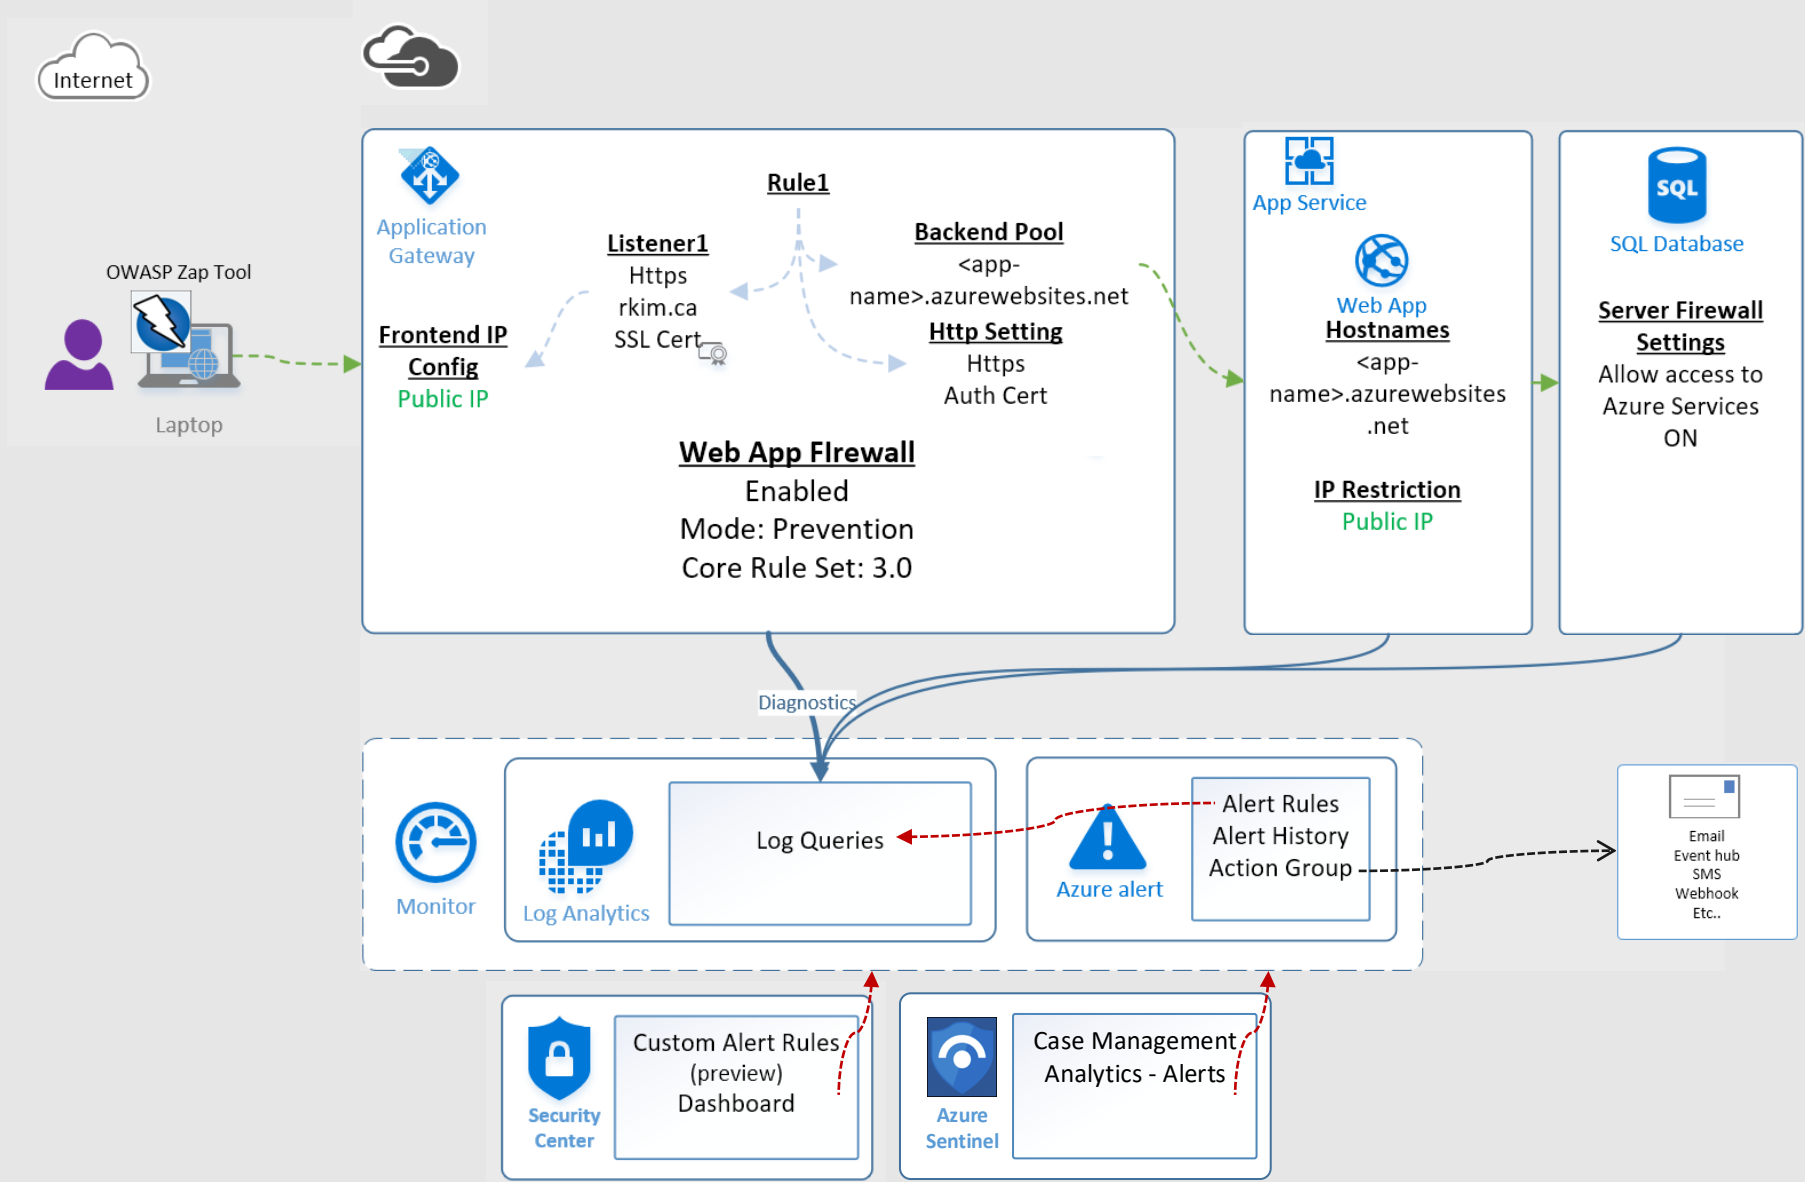 Internet
OWASP Zap Tool
Laptop
Application
Gateway
Frontend IP
Config
Public IP
Listener1
Https
rkim.ca
SSL Cert
Rule1
Backend Pool
<app-
name>.azurewebsites.net
Http Setting
Https
Auth Cert
Web App FIrewall
Enabled
Mode: Prevention
Core Rule Set: 3.0
App Service
Web App
Hostnames
<app-
name>.azurewebsites
.net
IP Restriction
Public IP
SQL
SQL Database
Server Firewall
Settings
Allow access to
Azure Services
ON
Diagnostics
Monitor
Log Analytics
Log Queries
Azure alert
Alert Rules
Alert History
Action Group
Email
Event hub
SMS
Webhook
Etc..
Security
Center
Custom Alert Rules
(preview)
Dashboard
Azure
Sentinel
Case Management
Analytics - Alerts